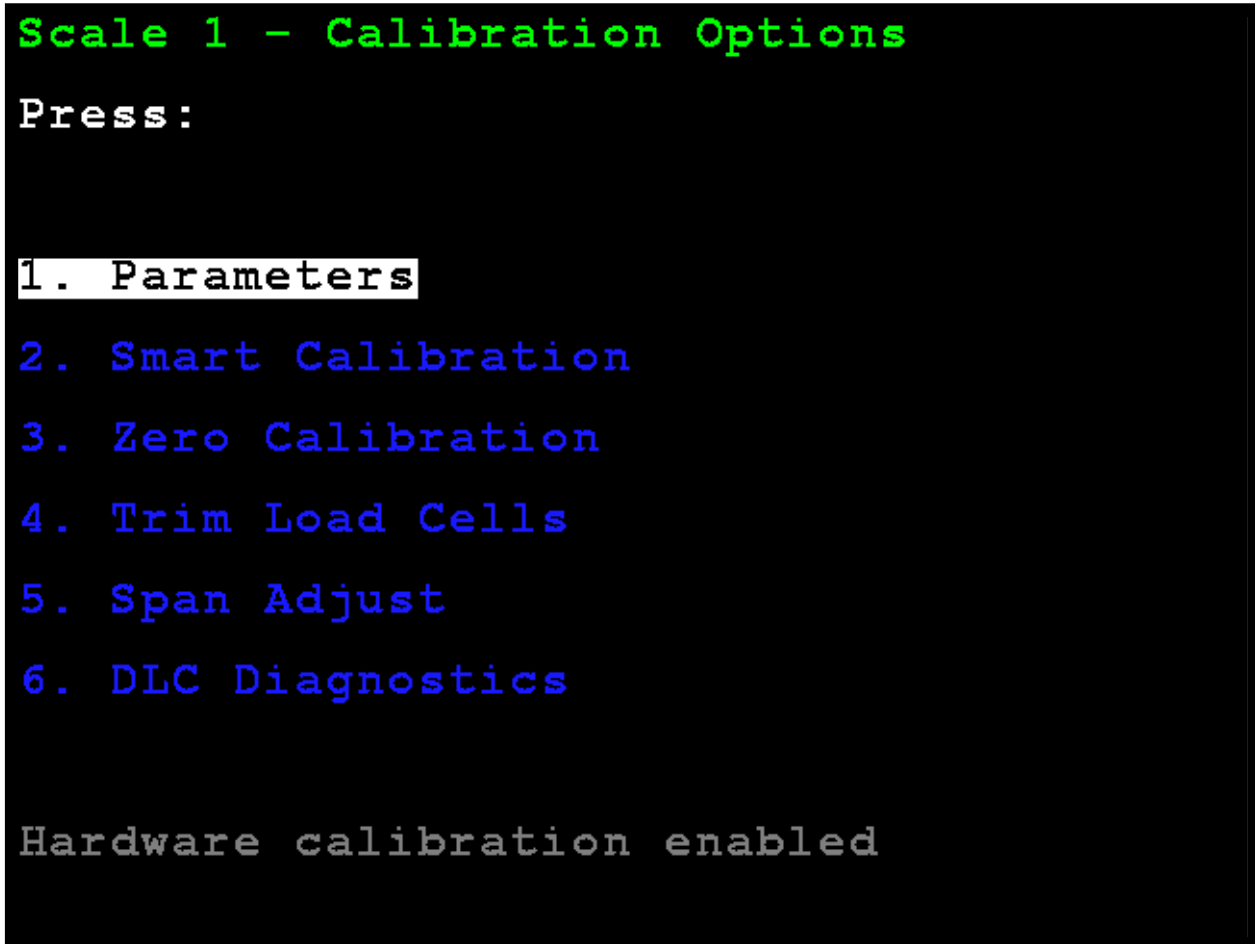 Scale 1 - Calibration Options
Press:
1. Parameters
2. Smart Calibration
3. Zero Calibration
4. Trim Load Cells
5. Span Adjust
6. DLC Diagnostics
Hardware calibration enabled